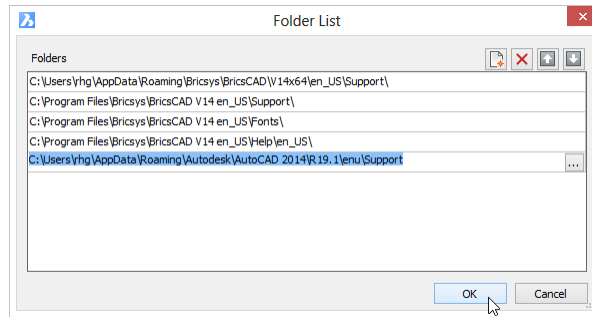 Folder List
Folders
C:\Users\rhg\AppData\Roaming\Bricsys\BricsCAD\V14x64\en_US\Support\
C:\Program Files\Bricsys\BricsCAD V14 en_US\Support\
C:\Program Files\Bricsys\BricsCAD V14 en_US\Fonts\
C:\Program Files\Bricsys\BricsCAD V14 en_US\Help\en_US\
C:\Users\rhg\AppData\Roaming\Autodesk\AutoCAD 2014\R19.1\enu\Support
...
OK Cancel